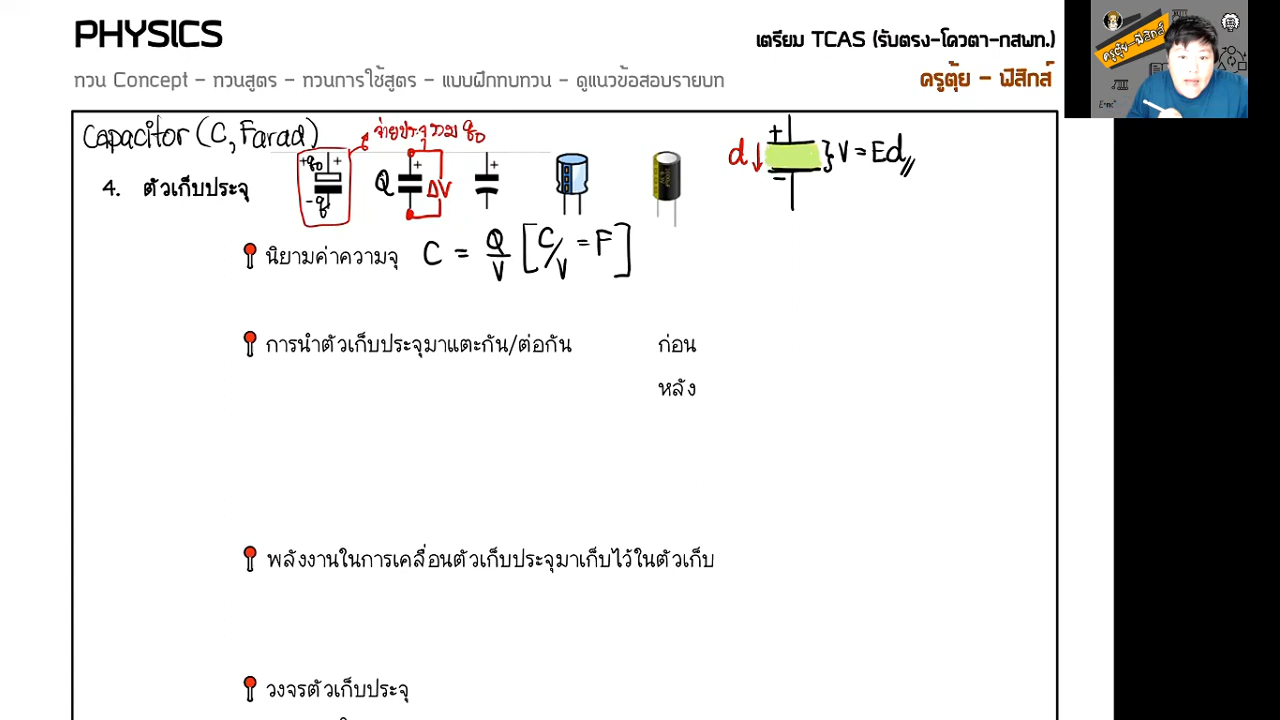 PHYSICS
เตรียม TCAS (รับตรง-โควตา-กสพท.)
ทวน Concept – ทวนสูตร – ทวนการใช้สูตร – แบบฝึกทบทวน – ดูแนวข้อสอบรายบท
ครูตุ้ย – ฟิสิกส์
ครูตุ้ย-ฟิสิกส์
Capacitor (C, Farad)
จ่ายประจุรวม q₀
4. ตัวเก็บประจุ
+q₀ +
-q
Q + ΔV
+
d + - } V = Ed
นิยามค่าความจุ C = Q/V [C/V = F]
การนำตัวเก็บประจุมาแตะกัน/ต่อกัน ก่อน
หลัง
พลังงานในการเคลื่อนตัวเก็บประจุมาเก็บไว้ในตัวเก็บ
วงจรตัวเก็บประจุ